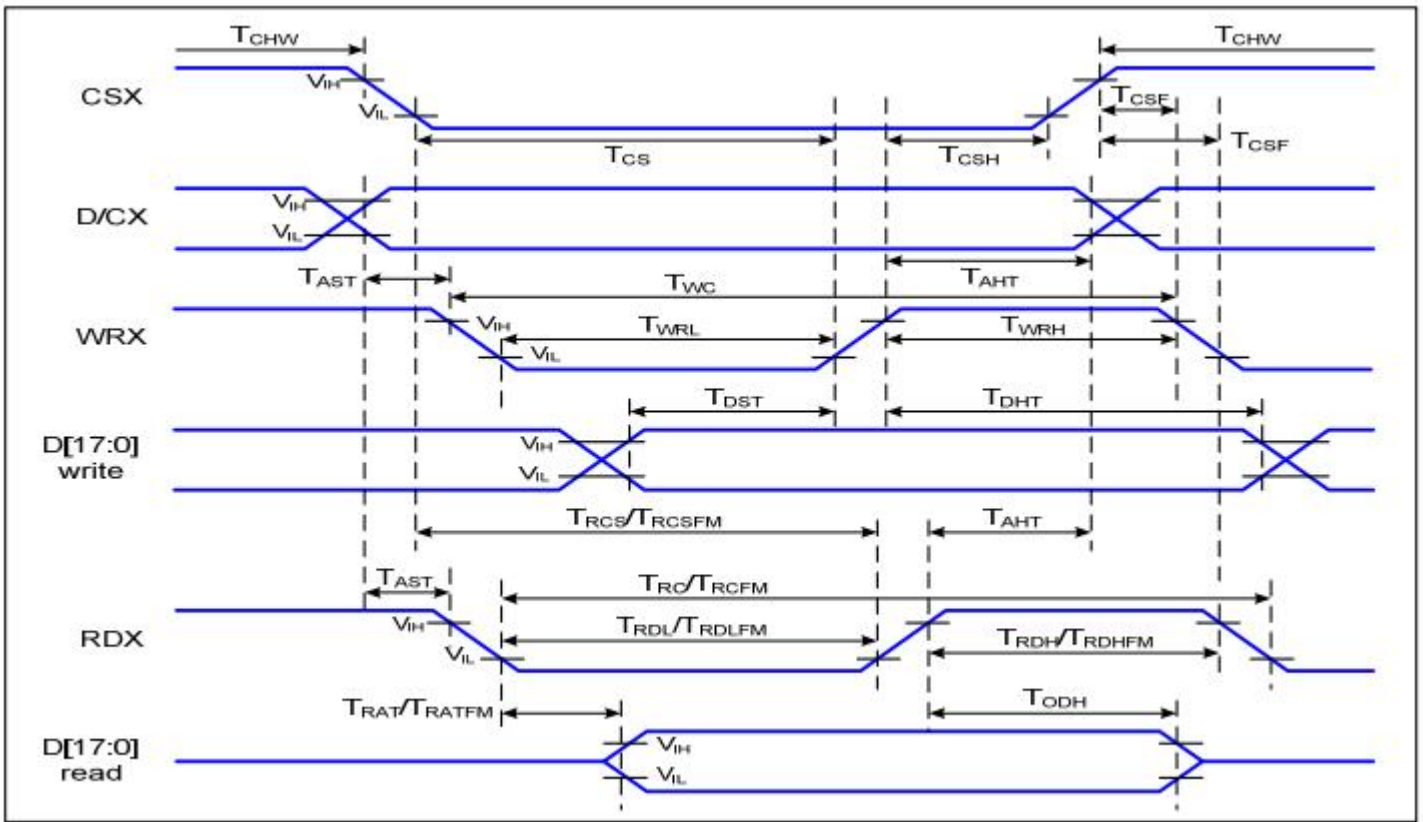 TCHW TCHW
CSX VIH
VIL
TCSF
TCSF
TCS TCSH
D/CX VIH
VIL
TAST TWC TAHT
WRX VIH TWRL TWRH
VIL
TDST TDHT
D[17:0]
write
VIH
VIL
TRCS/TRCSFM TAHT
TAST TRC/TRCFM
RDX VIH TRDL/TRDLFM
VIL TRDH/TRDHFM
TRAT/TRATFM TODH
D[17:0]
read
VIH
VIL